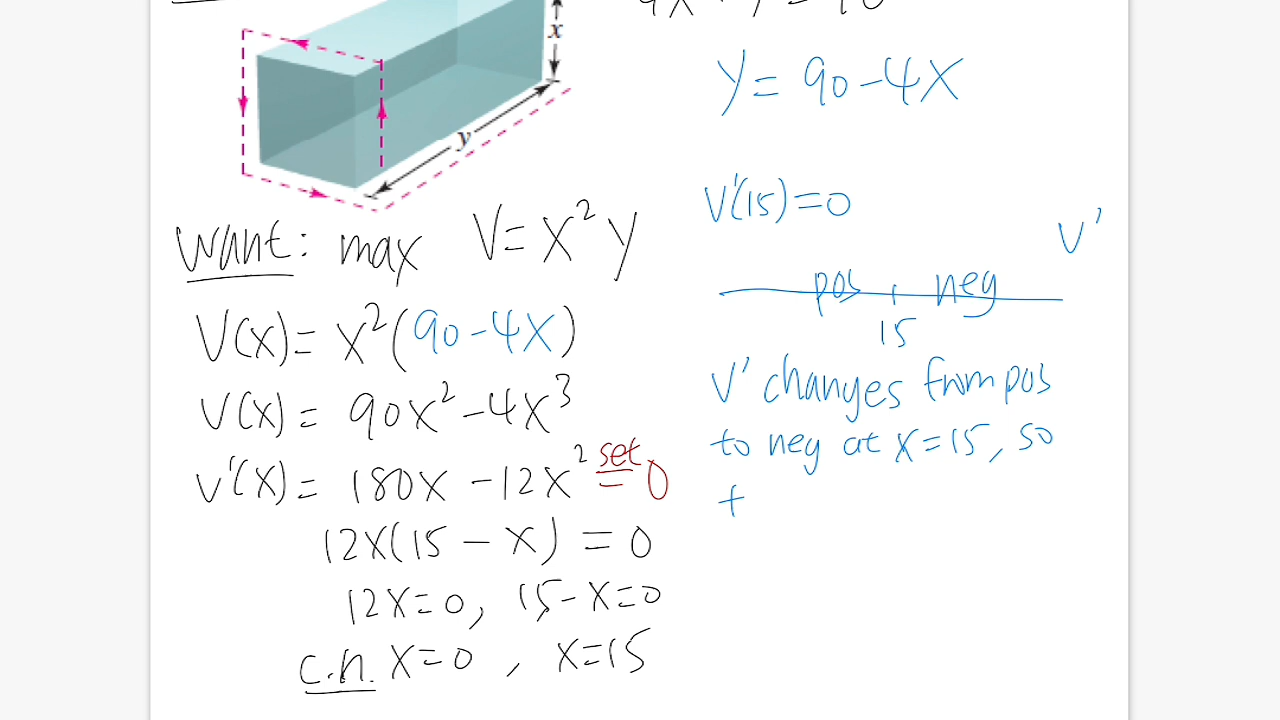 x
y
y = 90-4x
V'(15)=0
V'
pos neg
15
V' changes from pos
to neg at x=15, so
t
Want: max V = x² y
V(x) = x²(90-4x)
V(x) = 90x² - 4x³
V'(x) = 180x - 12x² set = 0
12x(15 - x) = 0
12x=0, 15-x=0
c.n. x=0, x=15